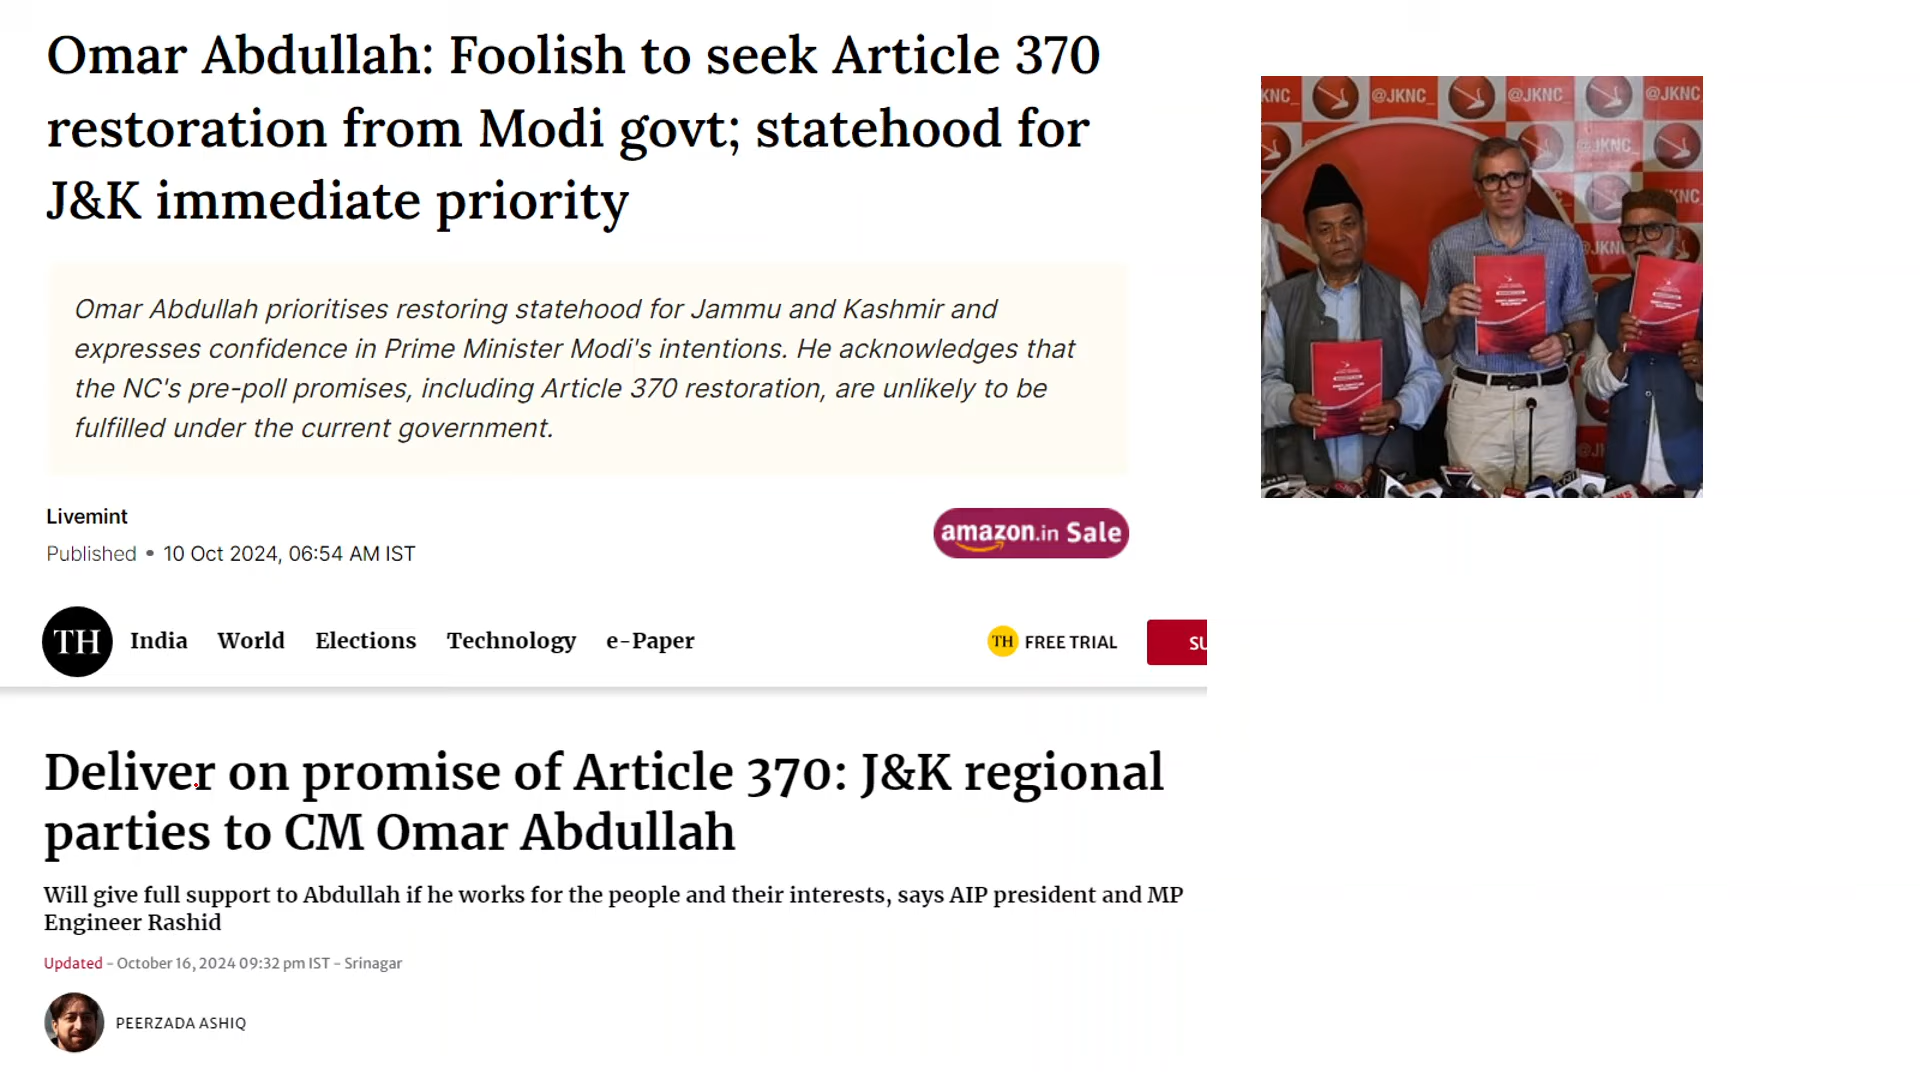 Omar Abdullah: Foolish to seek Article 370
restoration from Modi govt; statehood for
J&K immediate priority
Omar Abdullah prioritises restoring statehood for Jammu and Kashmir and
expresses confidence in Prime Minister Modi's intentions. He acknowledges that
the NC's pre-poll promises, including Article 370 restoration, are unlikely to be
fulfilled under the current government.
Livemint
Published • 10 Oct 2024, 06:54 AM IST
amazon.in Sale
KNC_ @JKNC_ @JKNC_ @JKNC
@JKNC_
TH India World Elections Technology e-Paper
TH FREE TRIAL SU
Deliver on promise of Article 370: J&K regional
parties to CM Omar Abdullah
Will give full support to Abdullah if he works for the people and their interests, says AIP president and MP
Engineer Rashid
Updated - October 16, 2024 09:32 pm IST - Srinagar
PEERZADA ASHIQ